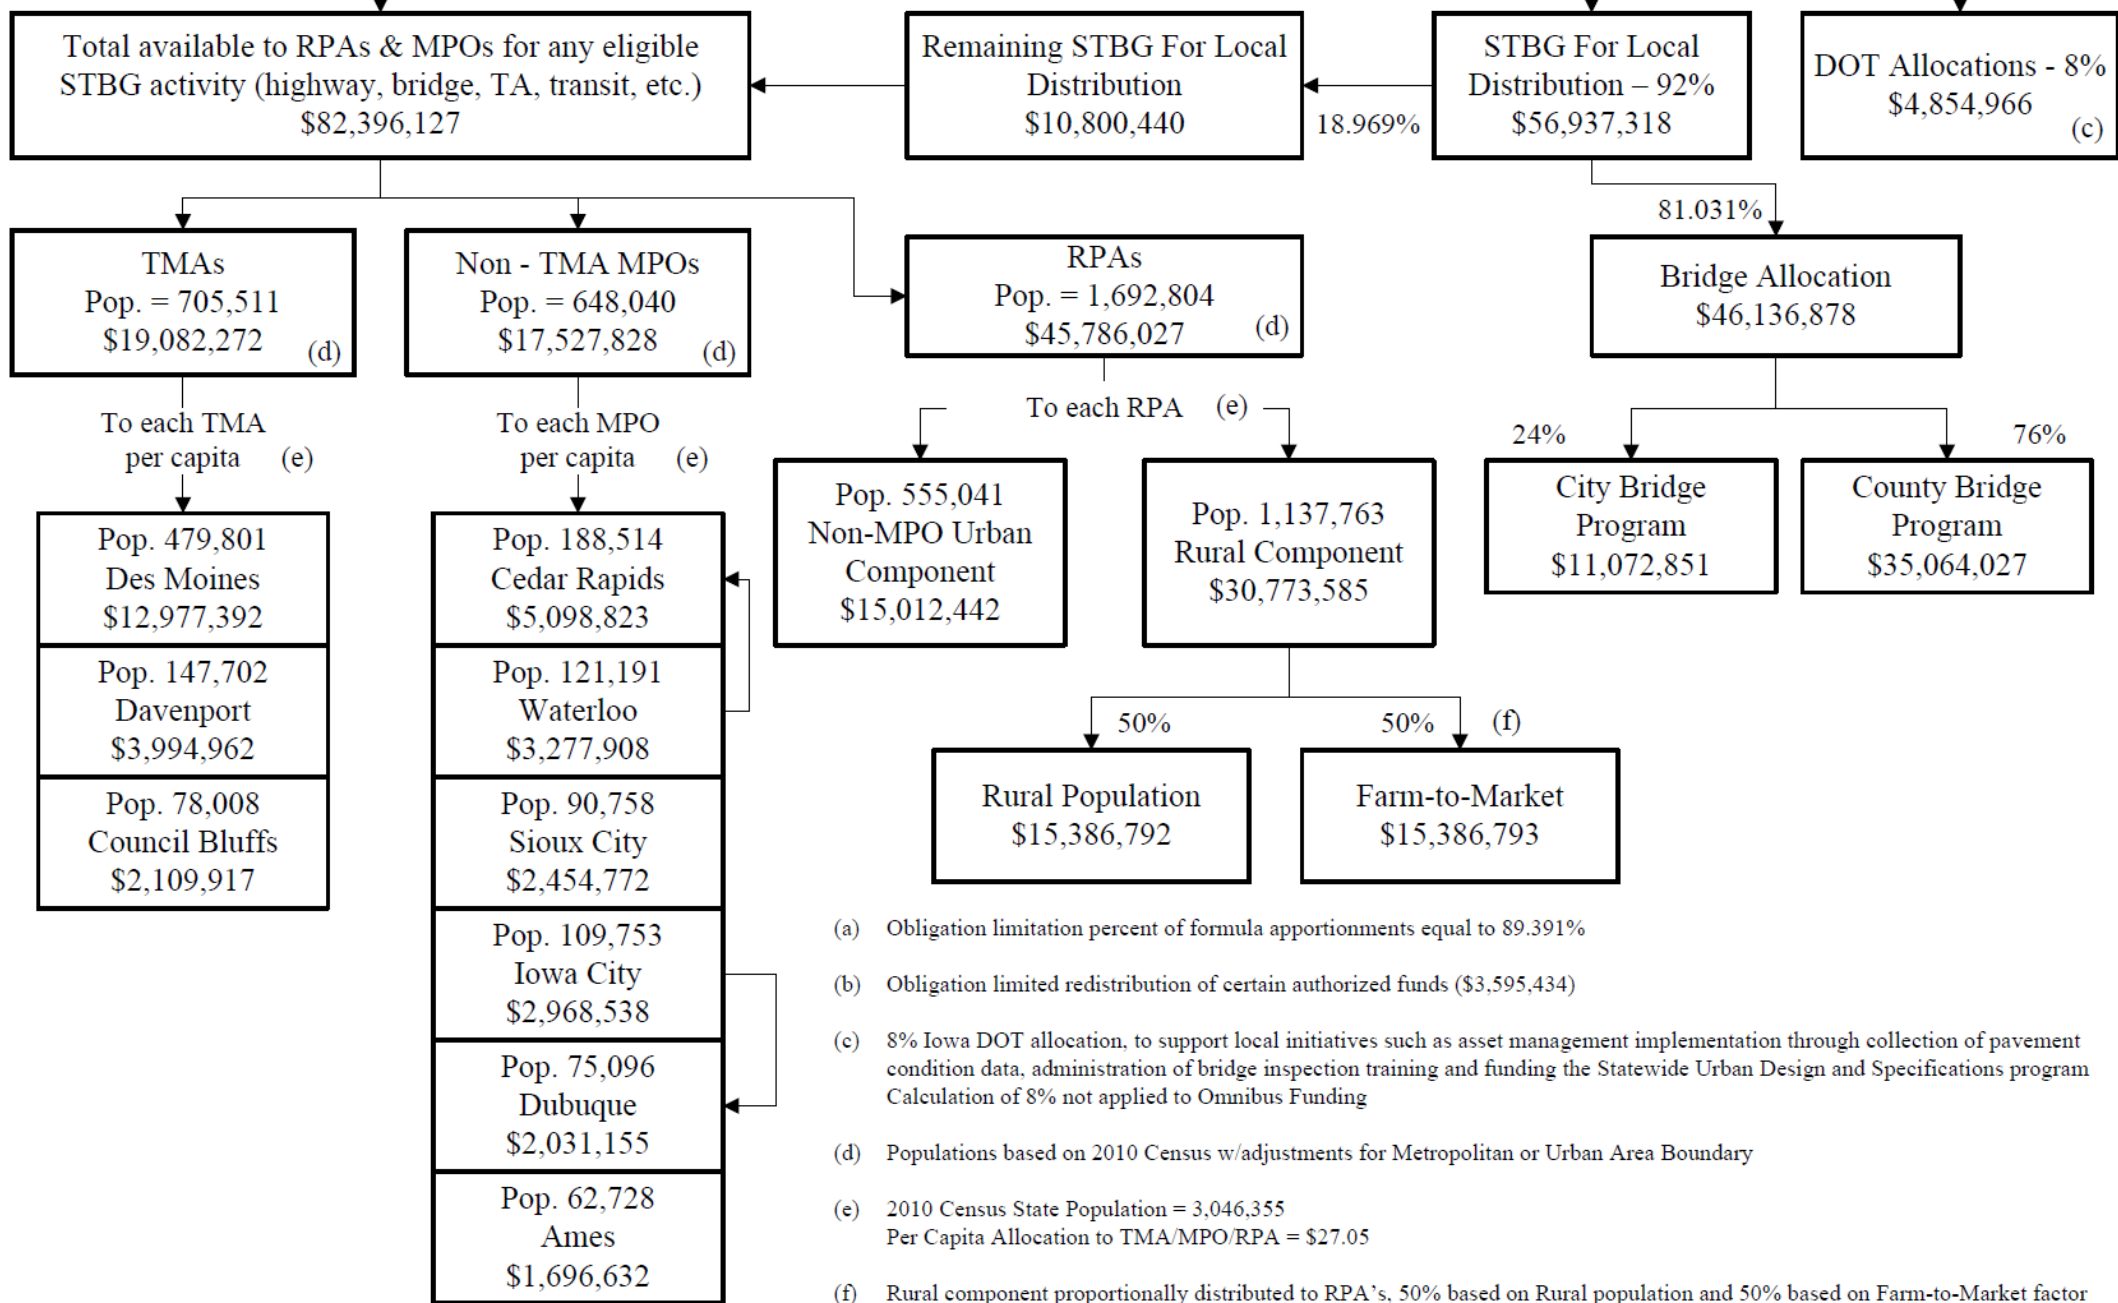 Total available to RPAs & MPOs for any eligible
STBG activity (highway, bridge, TA, transit, etc.)
$82,396,127
Remaining STBG For Local
Distribution
$10,800,440
18.969%
STBG For Local
Distribution – 92%
$56,937,318
DOT Allocations - 8%
$4,854,966
(c)
81.031%
TMAs
Pop. = 705,511
$19,082,272
(d)
Non - TMA MPOs
Pop. = 648,040
$17,527,828
(d)
RPAs
Pop. = 1,692,804
$45,786,027
(d)
Bridge Allocation
$46,136,878
To each TMA
per capita (e)
To each MPO
per capita (e)
To each RPA (e)
24%
76%
Pop. 479,801
Des Moines
$12,977,392
Pop. 147,702
Davenport
$3,994,962
Pop. 78,008
Council Bluffs
$2,109,917
Pop. 188,514
Cedar Rapids
$5,098,823
Pop. 121,191
Waterloo
$3,277,908
Pop. 90,758
Sioux City
$2,454,772
Pop. 109,753
Iowa City
$2,968,538
Pop. 75,096
Dubuque
$2,031,155
Pop. 62,728
Ames
$1,696,632
Pop. 555,041
Non-MPO Urban
Component
$15,012,442
Pop. 1,137,763
Rural Component
$30,773,585
City Bridge
Program
$11,072,851
County Bridge
Program
$35,064,027
50%
50% (f)
Rural Population
$15,386,792
Farm-to-Market
$15,386,793
(a) Obligation limitation percent of formula apportionments equal to 89.391%
(b) Obligation limited redistribution of certain authorized funds ($3,595,434)
(c) 8% Iowa DOT allocation, to support local initiatives such as asset management implementation through collection of pavement
condition data, administration of bridge inspection training and funding the Statewide Urban Design and Specifications program
Calculation of 8% not applied to Omnibus Funding
(d) Populations based on 2010 Census w/adjustments for Metropolitan or Urban Area Boundary
(e) 2010 Census State Population = 3,046,355
Per Capita Allocation to TMA/MPO/RPA = $27.05
(f) Rural component proportionally distributed to RPA's, 50% based on Rural population and 50% based on Farm-to-Market factor